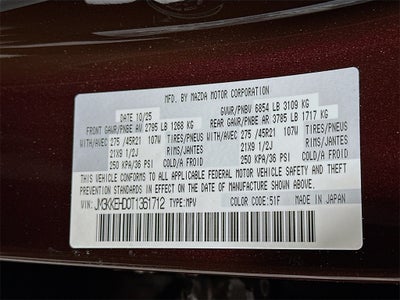 MFD. BY MAZDA MOTOR CORPORATION
DATE 10/25 GVWR/PNBV 6854 LB 3109 KG
FRONT GAWR/PNBE AV 2795 LB 1268 KG REAR GAWR/PNBE AR 3785 LB 1717 KG
WITH/AVEC 275 /45R21 107W TIRES/PNEUS WITH/AVEC 275 /45R21 107W TIRES/PNEUS
21X9 1/2J RIMS/JANTES 21X9 1/2J RIMS/JANTES
250 KPA/36 PSI COLD/A FROID 250 KPA/36 PSI COLD/A FROID
THIS VEHICLE CONFORMS TO ALL APPLICABLE FEDERAL MOTOR VEHICLE SAFETY AND THEFT
PREVENTION STANDARDS IN EFFECT ON THE DATE OF MANUFACTURE SHOWN ABOVE.
JM3KKEHD0T1361712 TYPE:MPV COLOR CODE:51F MADE IN JAPAN